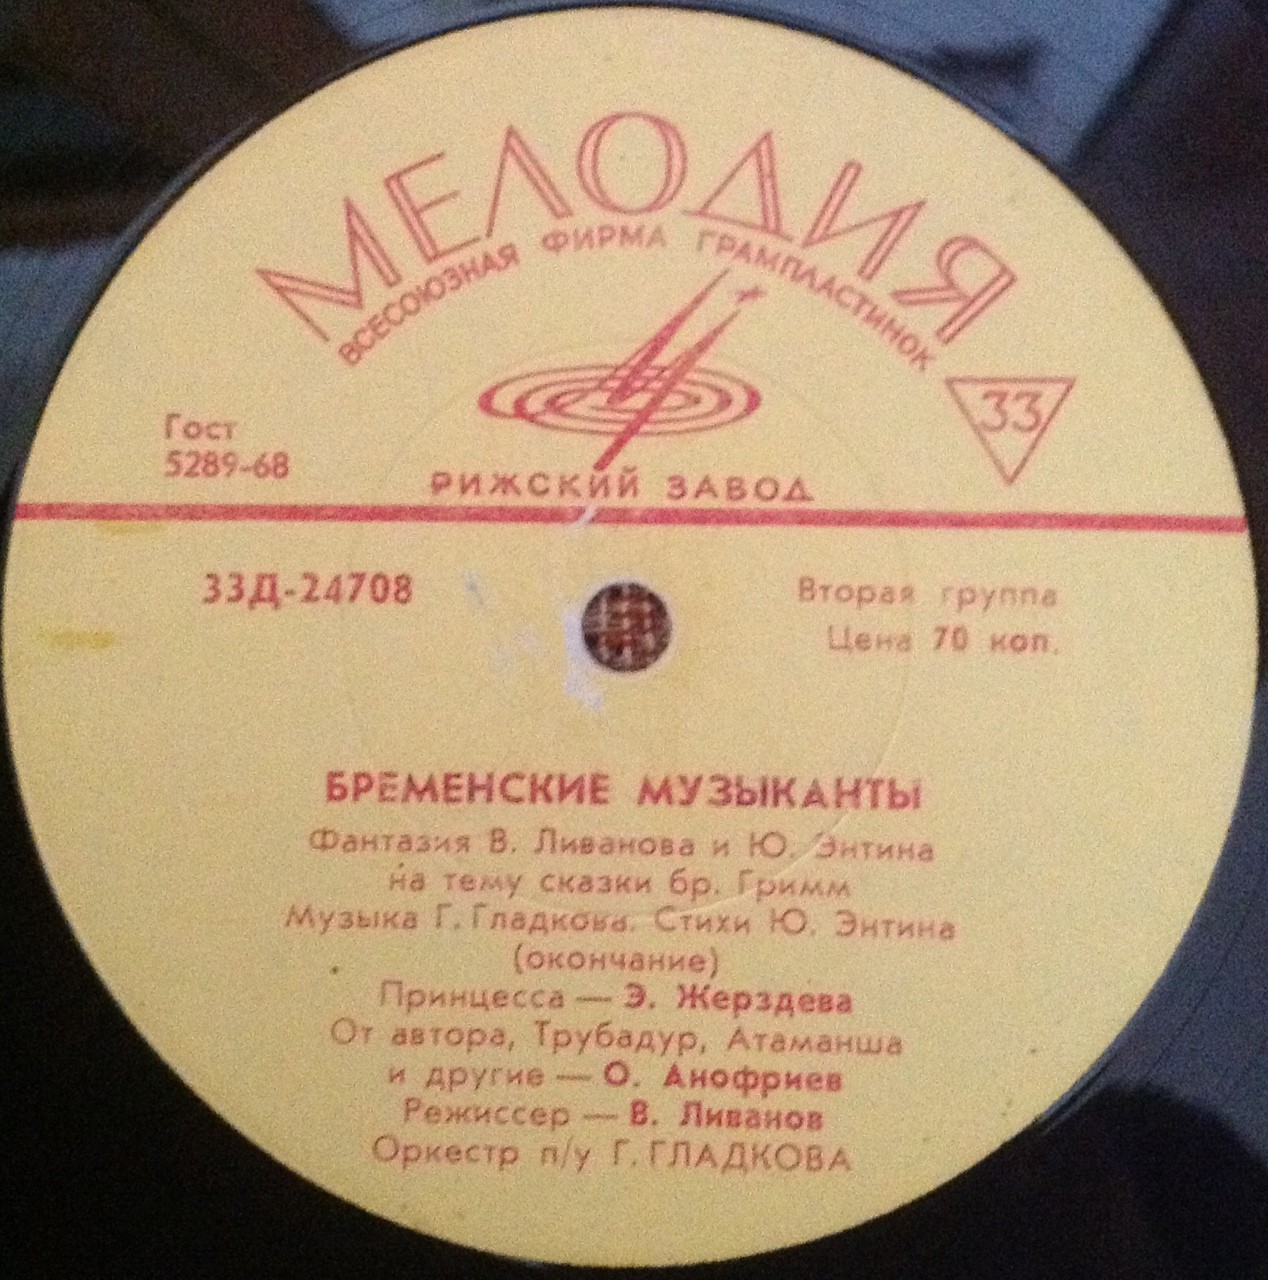 МЕЛОДИЯ
ВСЕСОЮЗНАЯ ФИРМА ГРАМПЛАСТИНОК
33
Гост
5289-68
РИЖСКИЙ ЗАВОД
33Д-24708
Вторая группа
Цена 70 коп.
БРЕМЕНСКИЕ МУЗЫКАНТЫ
Фантазия В. Ливанова и Ю. Энтина
на тему сказки бр. Гримм
Музыка Г. Гладкова. Стихи Ю. Энтина
(окончание)
Принцесса — Э. Жерздева
От автора, Трубадур, Атаманша
и другие — О. Анофриев
Режиссер — В. Ливанов
Оркестр п/у Г. ГЛАДКОВА